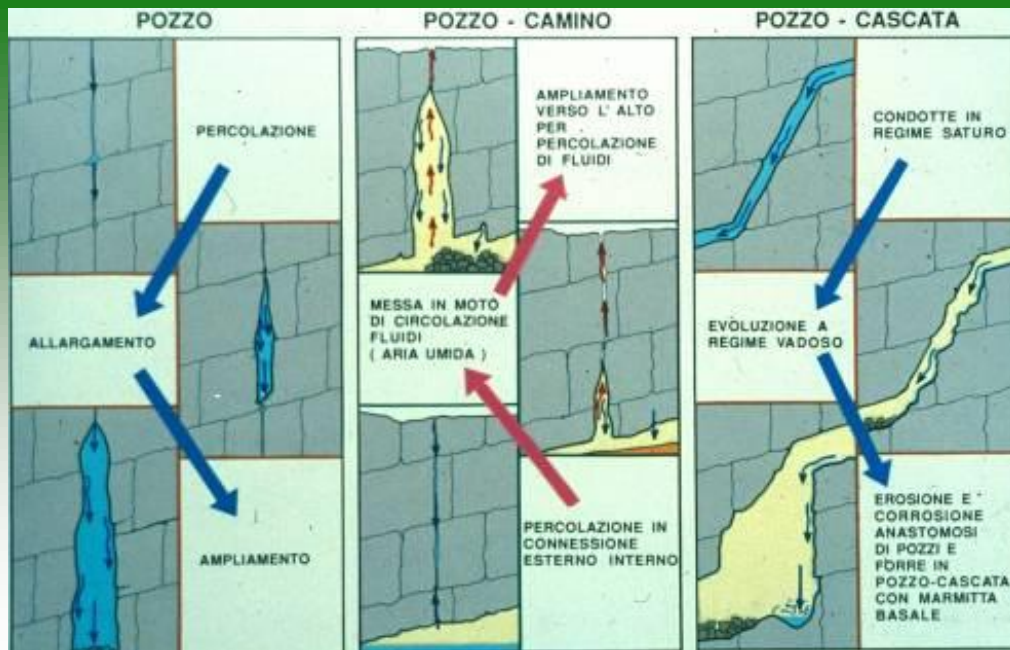 POZZO
PERCOLAZIONE
ALLARGAMENTO
AMPLIAMENTO
POZZO - CAMINO
AMPLIAMENTO
VERSO L' ALTO
PER
PERCOLAZIONE
DI FLUIDI
MESSA IN MOTO
DI CIRCOLAZIONE
FLUIDI
( ARIA UMIDA )
PERCOLAZIONE IN
CONNESSIONE
ESTERNO INTERNO
POZZO - CASCATA
CONDOTTE IN
REGIME SATURO
EVOLUZIONE A
REGIME VADOSO
EROSIONE E
CORROSIONE
ANASTOMOSI
DI POZZI E
FORRE IN
POZZO-CASCATA
CON MARMITTA
BASALE